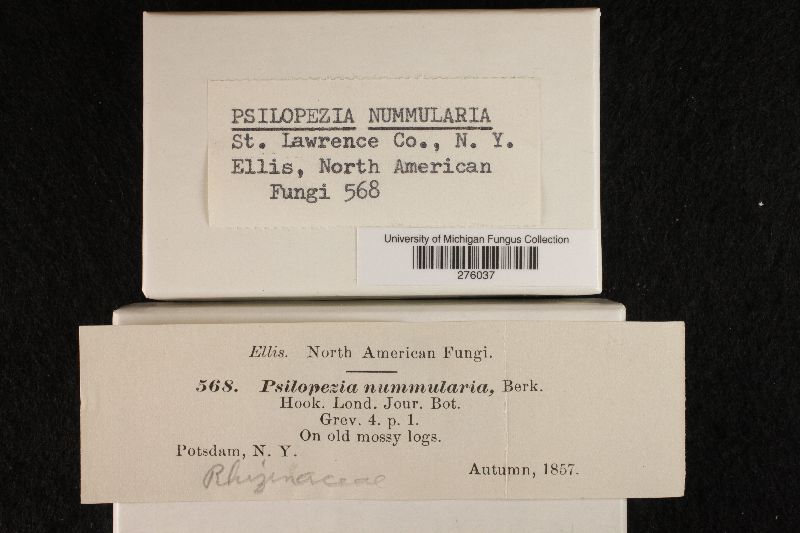 PSILOPEZIA NUMMULARIA
St. Lawrence Co., N. Y.
Ellis, North American
Fungi 568
University of Michigan Fungus Collection
276037
Ellis. North American Fungi.
568. Psilopezia nummularia, Berk.
Hook. Lond. Jour. Bot.
Grev. 4. p. 1.
On old mossy logs.
Potsdam, N. Y.
Autumn, 1857.
Rhizinaceae